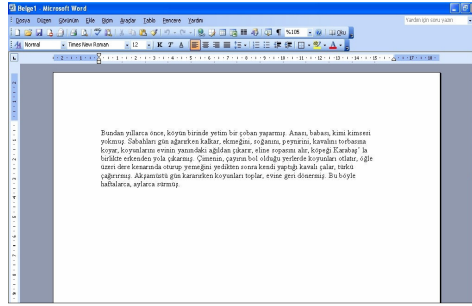 Belge1 - Microsoft Word
Dosya Düzen Görünüm Ekle Biçim Araçlar Tablo Pencere Yardım
Yardım için soru yazın
%105 Oku
Normal Times New Roman 12 K T A
Bundan yıllarca önce, köyün birinde yetim bir çoban yaşarmış. Anası, babası, kimi kimsesi
yokmuş. Sabahları gün ağarırken kalkar, ekmeğini, soğanını, peynirini, kavalını torbasına
koyar, koyunlarını evinin yanındaki ağıldan çıkarır, eline sopasını alır, köpeği Karabaş' la
birlikte erkenden yola çıkarmış. Çimenin, çayırın bol olduğu yerlerde koyunları otlatır, öğle
üzeri dere kenarında oturup yemeğini yedikten sonra kendi yaptığı kavalı çalar, türkü
çağırırmış. Akşamüstü gün kararırken koyunları toplar, evine geri dönermiş. Bu böyle
haftalarca, aylarca sürmüş.